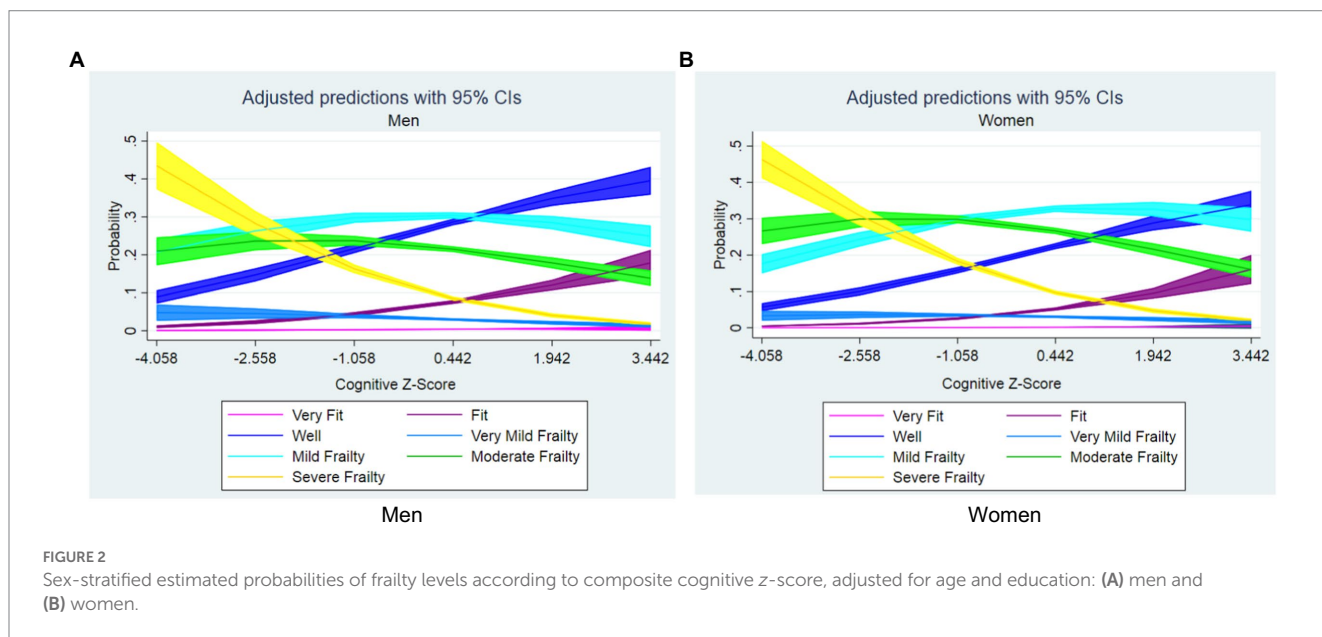 A
Adjusted predictions with 95% CIs
Men
Probability
.5
.4
.3
.2
.1
0
-4.058 -2.558 -1.058 0.442 1.942 3.442
Cognitive Z-Score
Very Fit Fit
Well Very Mild Frailty
Mild Frailty Moderate Frailty
Severe Frailty
Men
B
Adjusted predictions with 95% CIs
Women
Probability
.5
.4
.3
.2
.1
0
-4.058 -2.558 -1.058 0.442 1.942 3.442
Cognitive Z-Score
Very Fit Fit
Well Very Mild Frailty
Mild Frailty Moderate Frailty
Severe Frailty
Women
FIGURE 2
Sex-stratified estimated probabilities of frailty levels according to composite cognitive z-score, adjusted for age and education: (A) men and
(B) women.